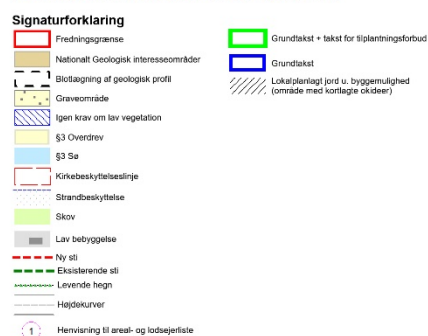 Signaturforklaring
Fredningsgrænse
Nationalt Geologisk interesseområder
Blotlægning af geologisk profil
Graveområde
Igen krav om lav vegetation
§3 Overdrev
§3 Sø
Kirkebeskyttelseslinje
Strandbeskyttelse
Skov
Lav bebyggelse
Ny sti
Eksisterende sti
Levende hegn
Højdekurver
1 Henvisning til areal- og lodsejerliste
Grundtakst + takst for tilplantningsforbud
Grundtakst
Lokalplanlagt jord u. byggemulighed
(område med kortlagte okideer)